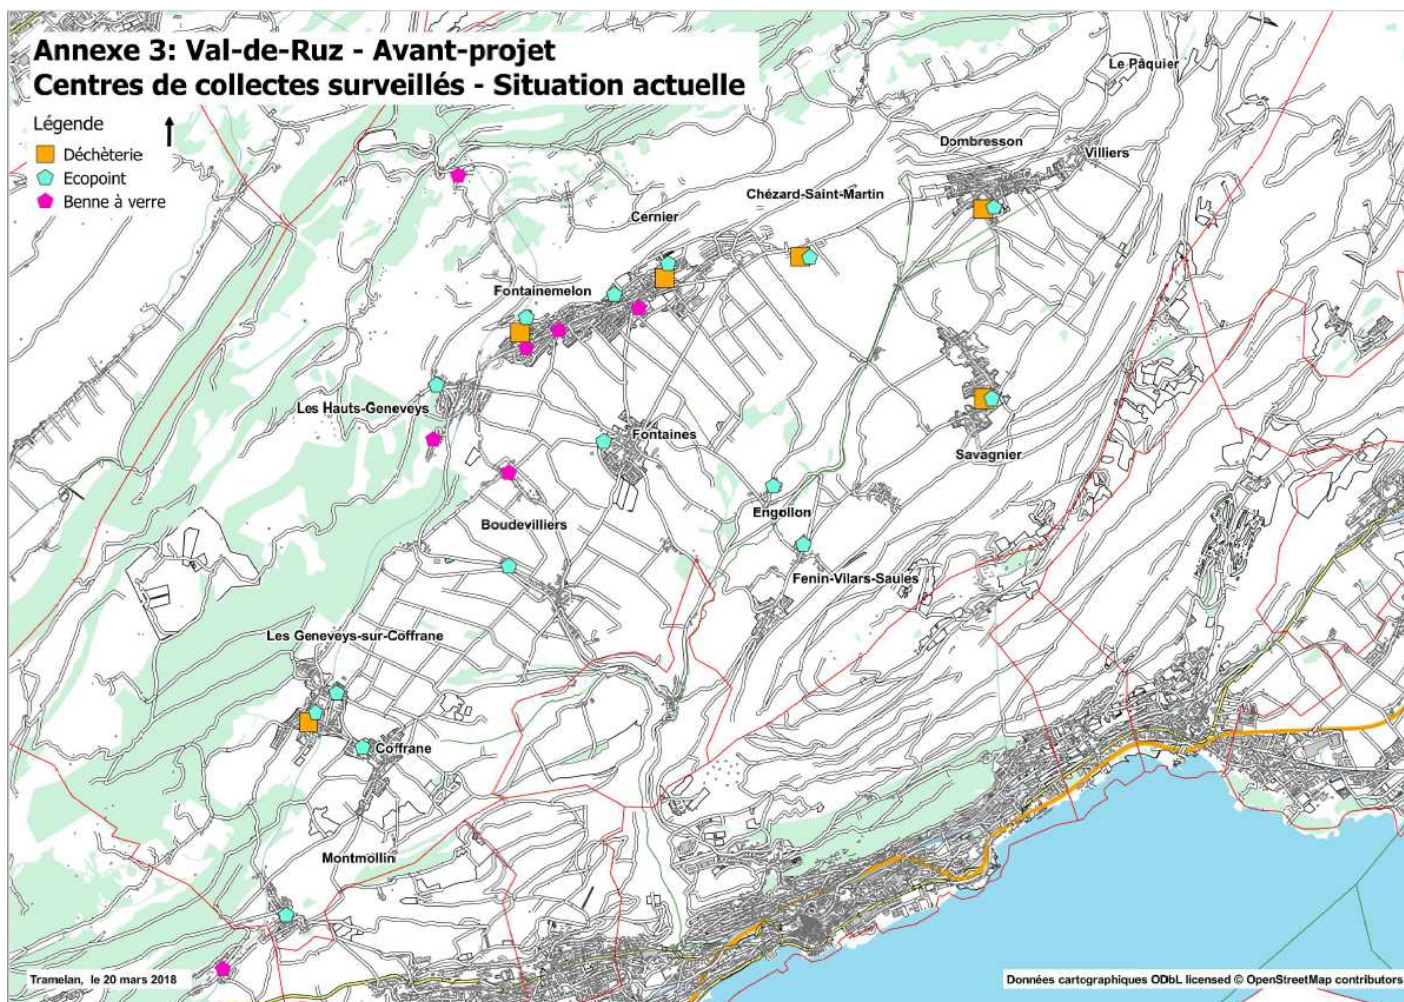 Annexe 3: Val-de-Ruz - Avant-projet
Centres de collectes surveillés - Situation actuelle
Légende
Déchèterie
Ecopoint
Benne à verre
Le Pâquier
Dombresson
Villiers
Chézard-Saint-Martin
Cernier
Fontainemelon
Les Hauts-Geneveys
Fontaines
Savagnier
Engollon
Boudevilliers
Fenin-Vilars-Saules
Les Geneveys-sur-Coffrane
Coffrane
Montmollin
Tramelan, le 20 mars 2018
Données cartographiques ODbL licensed © OpenStreetMap contributors